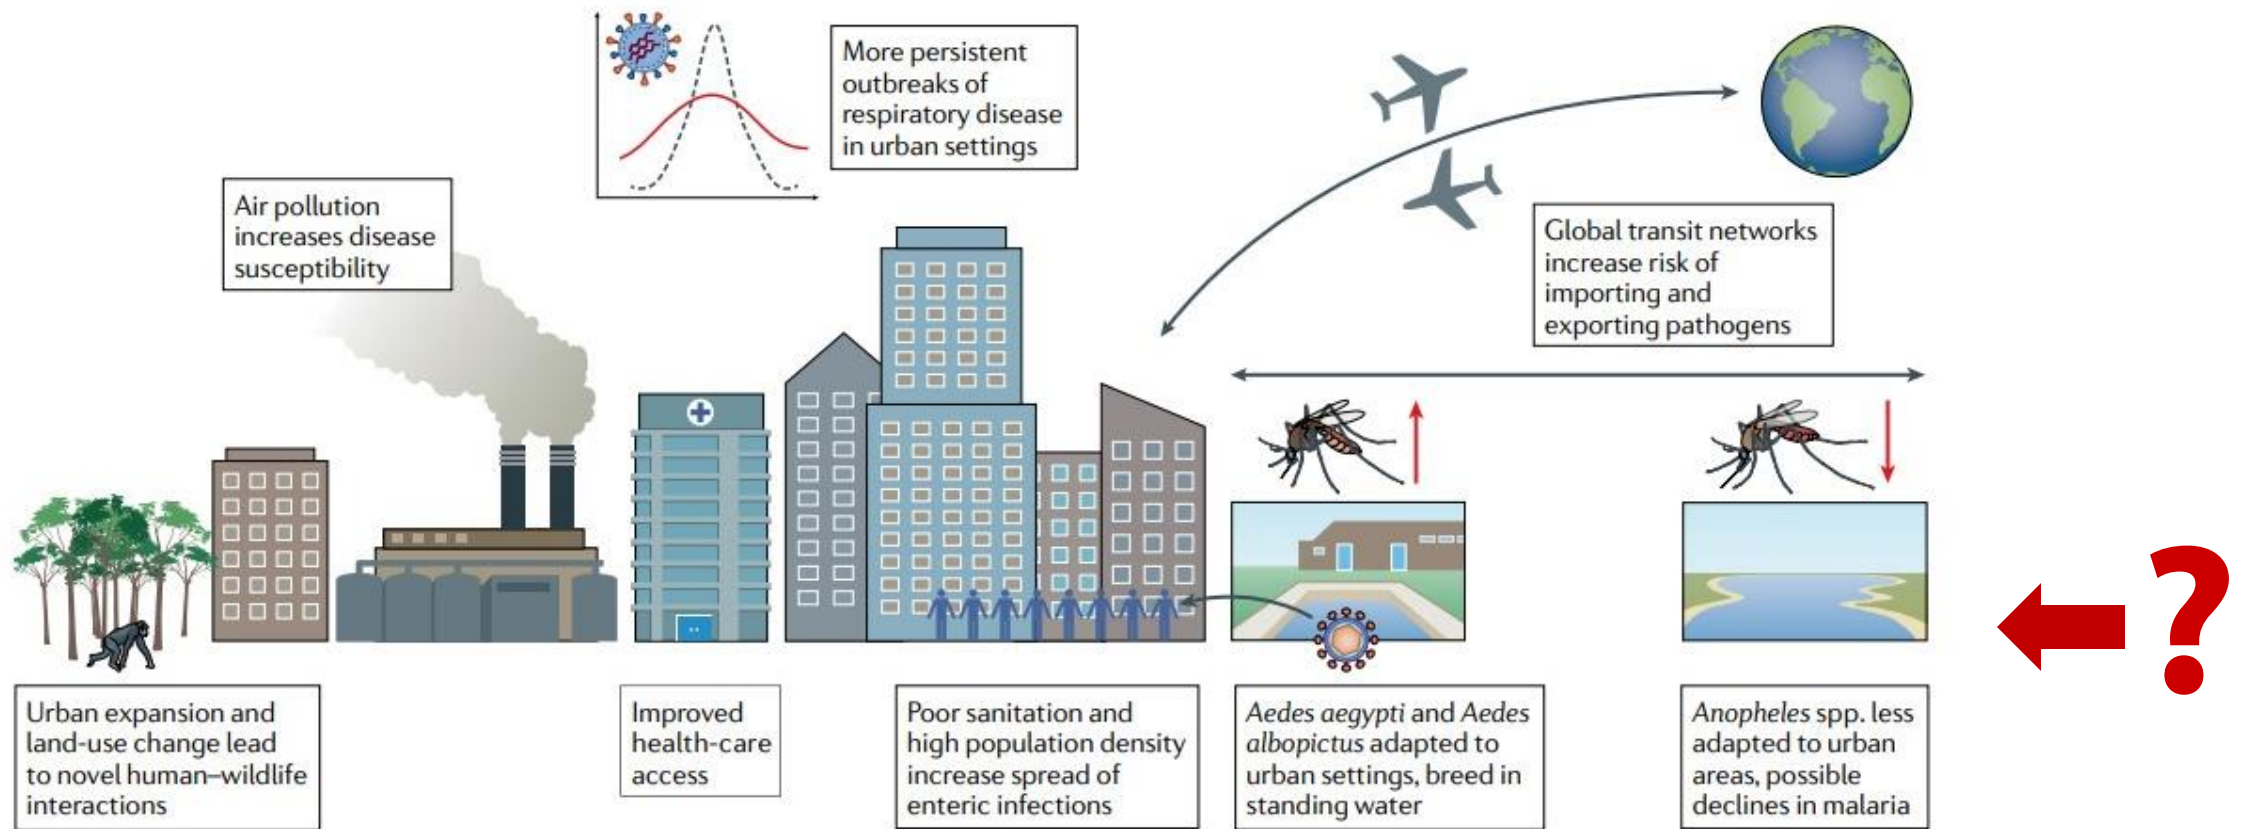 More persistent
outbreaks of
respiratory disease
in urban settings
Air pollution
increases disease
susceptibility
Global transit networks
increase risk of
importing and
exporting pathogens
Urban expansion and
land-use change lead
to novel human–wildlife
interactions
Improved
health-care
access
Poor sanitation and
high population density
increase spread of
enteric infections
Aedes aegypti and Aedes
albopictus adapted to
urban settings, breed in
standing water
Anopheles spp. less
adapted to urban
areas, possible
declines in malaria
?